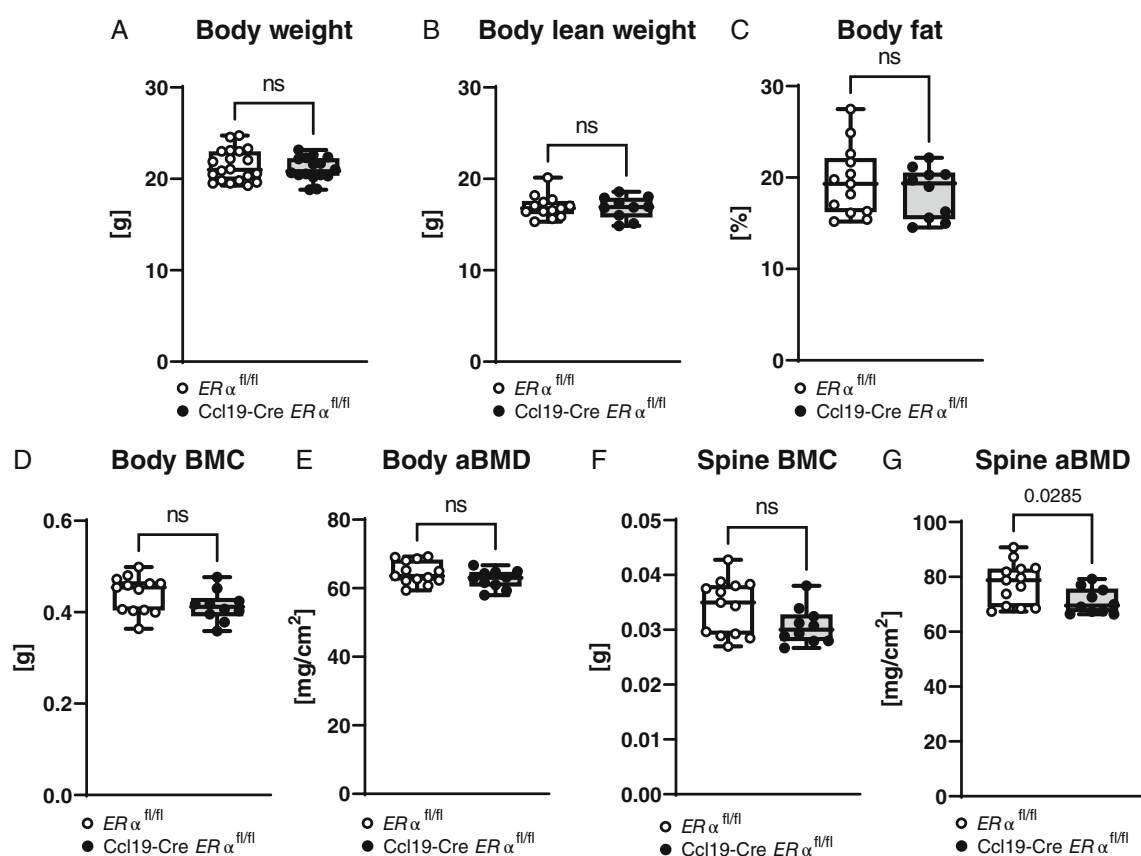 A Body weight
ns
30
20
10
0
[g]
○ ERα fl/fl
● Ccl19-Cre ERα fl/fl
B Body lean weight
ns
30
20
10
0
[g]
○ ERα fl/fl
● Ccl19-Cre ERα fl/fl
C Body fat
ns
30
20
10
0
[%]
○ ERα fl/fl
● Ccl19-Cre ERα fl/fl
D Body BMC
ns
0.6
0.4
0.2
0.0
[g]
○ ERα fl/fl
● Ccl19-Cre ERα fl/fl
E Body aBMD
ns
80
60
40
20
0
[mg/cm²]
○ ERα fl/fl
● Ccl19-Cre ERα fl/fl
F Spine BMC
ns
0.05
0.04
0.03
0.02
0.01
0.00
[g]
○ ERα fl/fl
● Ccl19-Cre ERα fl/fl
G Spine aBMD
0.0285
100
80
60
40
20
0
[mg/cm²]
○ ERα fl/fl
● Ccl19-Cre ERα fl/fl